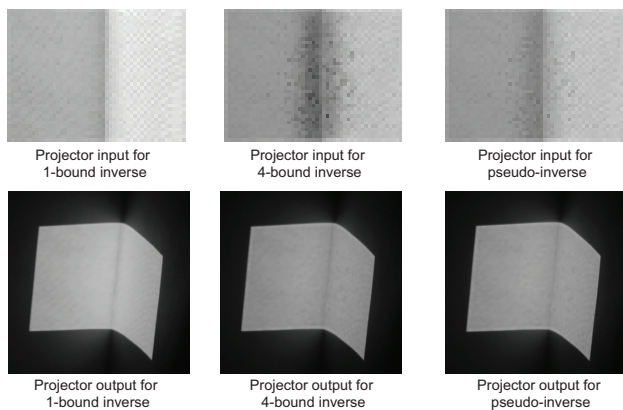 Projector input for
1-bound inverse
Projector input for
4-bound inverse
Projector input for
pseudo-inverse
Projector output for
1-bound inverse
Projector output for
4-bound inverse
Projector output for
pseudo-inverse